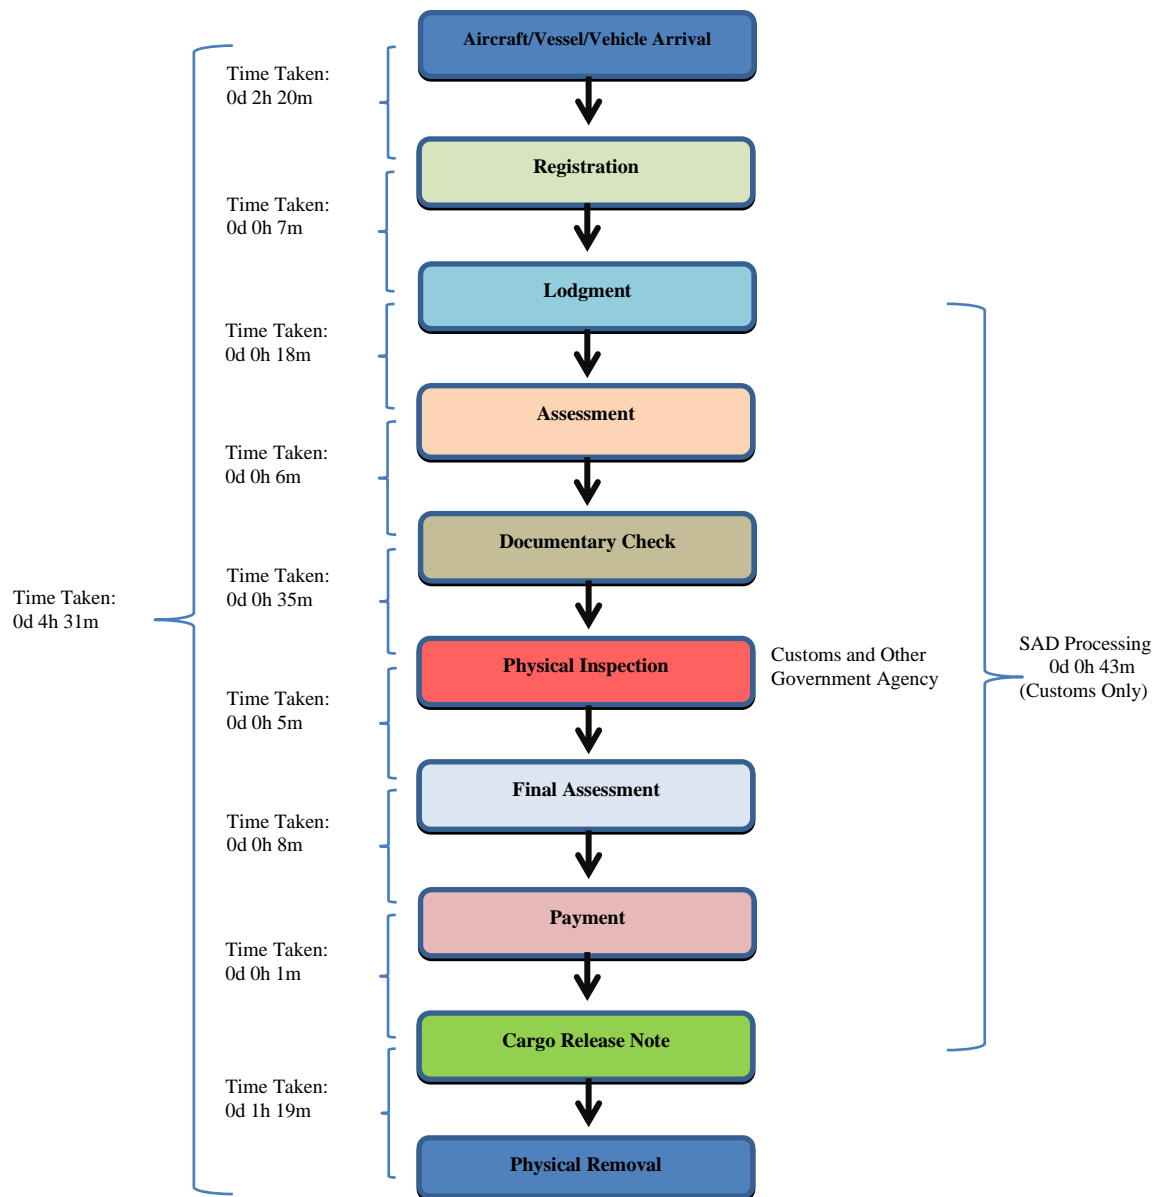 Aircraft/Vessel/Vehicle Arrival
Time Taken:
0d 2h 20m
Registration
Time Taken:
0d 0h 7m
Lodgment
Time Taken:
0d 0h 18m
Assessment
Time Taken:
0d 0h 6m
Documentary Check
Time Taken:
0d 0h 35m
Time Taken:
0d 4h 31m
Physical Inspection
Customs and Other
Government Agency
SAD Processing
0d 0h 43m
(Customs Only)
Time Taken:
0d 0h 5m
Final Assessment
Time Taken:
0d 0h 8m
Payment
Time Taken:
0d 0h 1m
Cargo Release Note
Time Taken:
0d 1h 19m
Physical Removal